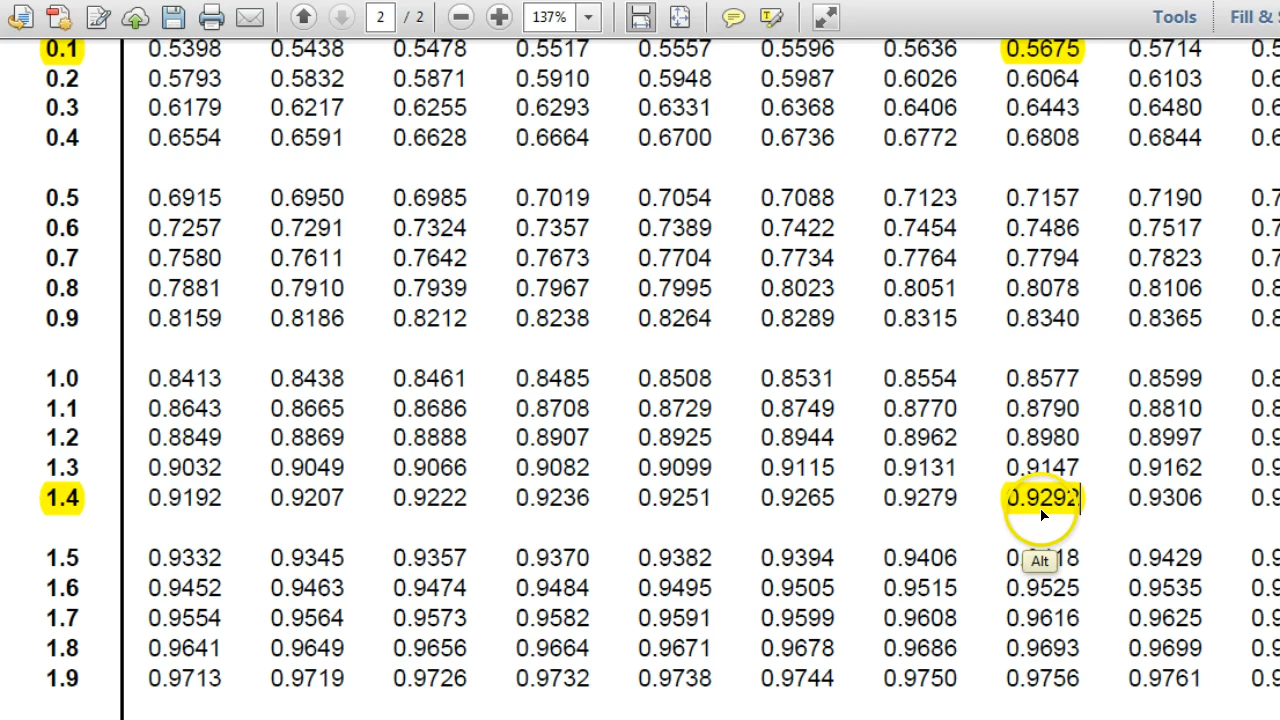 2 / 2 137% Tools Fill &
0.1 0.5398 0.5438 0.5478 0.5517 0.5557 0.5596 0.5636 0.5675 0.5714
0.2 0.5793 0.5832 0.5871 0.5910 0.5948 0.5987 0.6026 0.6064 0.6103
0.3 0.6179 0.6217 0.6255 0.6293 0.6331 0.6368 0.6406 0.6443 0.6480
0.4 0.6554 0.6591 0.6628 0.6664 0.6700 0.6736 0.6772 0.6808 0.6844
0.5 0.6915 0.6950 0.6985 0.7019 0.7054 0.7088 0.7123 0.7157 0.7190
0.6 0.7257 0.7291 0.7324 0.7357 0.7389 0.7422 0.7454 0.7486 0.7517
0.7 0.7580 0.7611 0.7642 0.7673 0.7704 0.7734 0.7764 0.7794 0.7823
0.8 0.7881 0.7910 0.7939 0.7967 0.7995 0.8023 0.8051 0.8078 0.8106
0.9 0.8159 0.8186 0.8212 0.8238 0.8264 0.8289 0.8315 0.8340 0.8365
1.0 0.8413 0.8438 0.8461 0.8485 0.8508 0.8531 0.8554 0.8577 0.8599
1.1 0.8643 0.8665 0.8686 0.8708 0.8729 0.8749 0.8770 0.8790 0.8810
1.2 0.8849 0.8869 0.8888 0.8907 0.8925 0.8944 0.8962 0.8980 0.8997
1.3 0.9032 0.9049 0.9066 0.9082 0.9099 0.9115 0.9131 0.9147 0.9162
1.4 0.9192 0.9207 0.9222 0.9236 0.9251 0.9265 0.9279 0.9292 0.9306
1.5 0.9332 0.9345 0.9357 0.9370 0.9382 0.9394 0.9406 0.9429
Alt
1.6 0.9452 0.9463 0.9474 0.9484 0.9495 0.9505 0.9515 0.9525 0.9535
1.7 0.9554 0.9564 0.9573 0.9582 0.9591 0.9599 0.9608 0.9616 0.9625
1.8 0.9641 0.9649 0.9656 0.9664 0.9671 0.9678 0.9686 0.9693 0.9699
1.9 0.9713 0.9719 0.9726 0.9732 0.9738 0.9744 0.9750 0.9756 0.9761